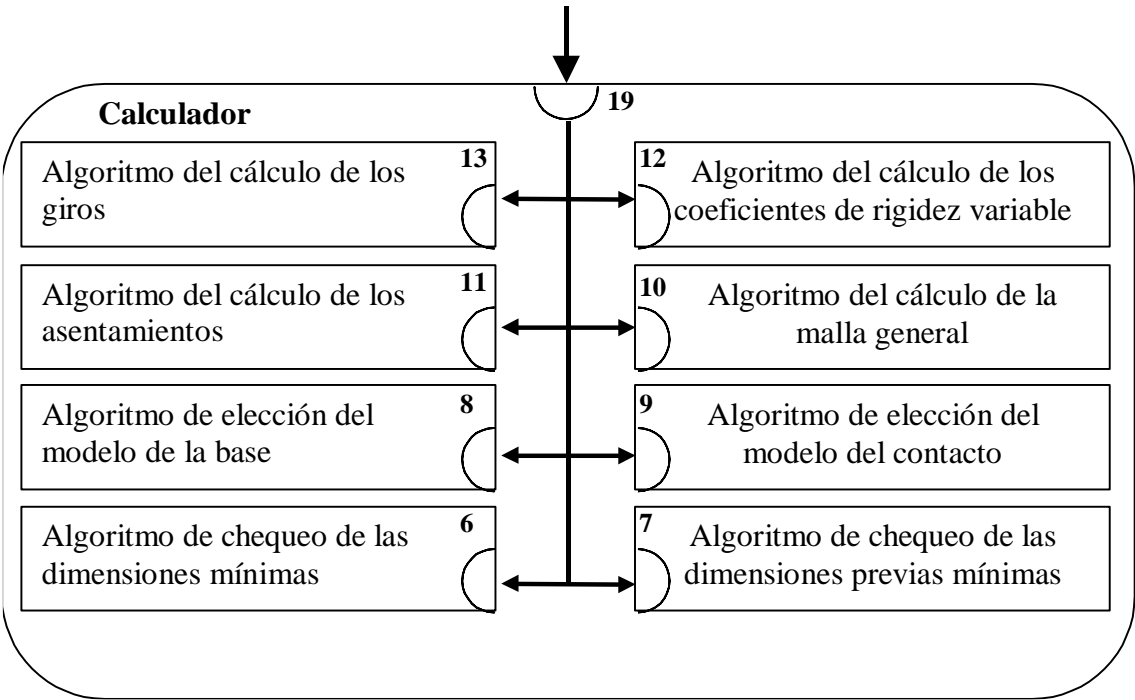 19
Calculador
13
Algoritmo del cálculo de los
giros
12
Algoritmo del cálculo de los
coeficientes de rigidez variable
11
Algoritmo del cálculo de los
asentamientos
10
Algoritmo del cálculo de la
malla general
8
Algoritmo de elección del
modelo de la base
9
Algoritmo de elección del
modelo del contacto
6
Algoritmo de chequeo de las
dimensiones mínimas
7
Algoritmo de chequeo de las
dimensiones previas mínimas